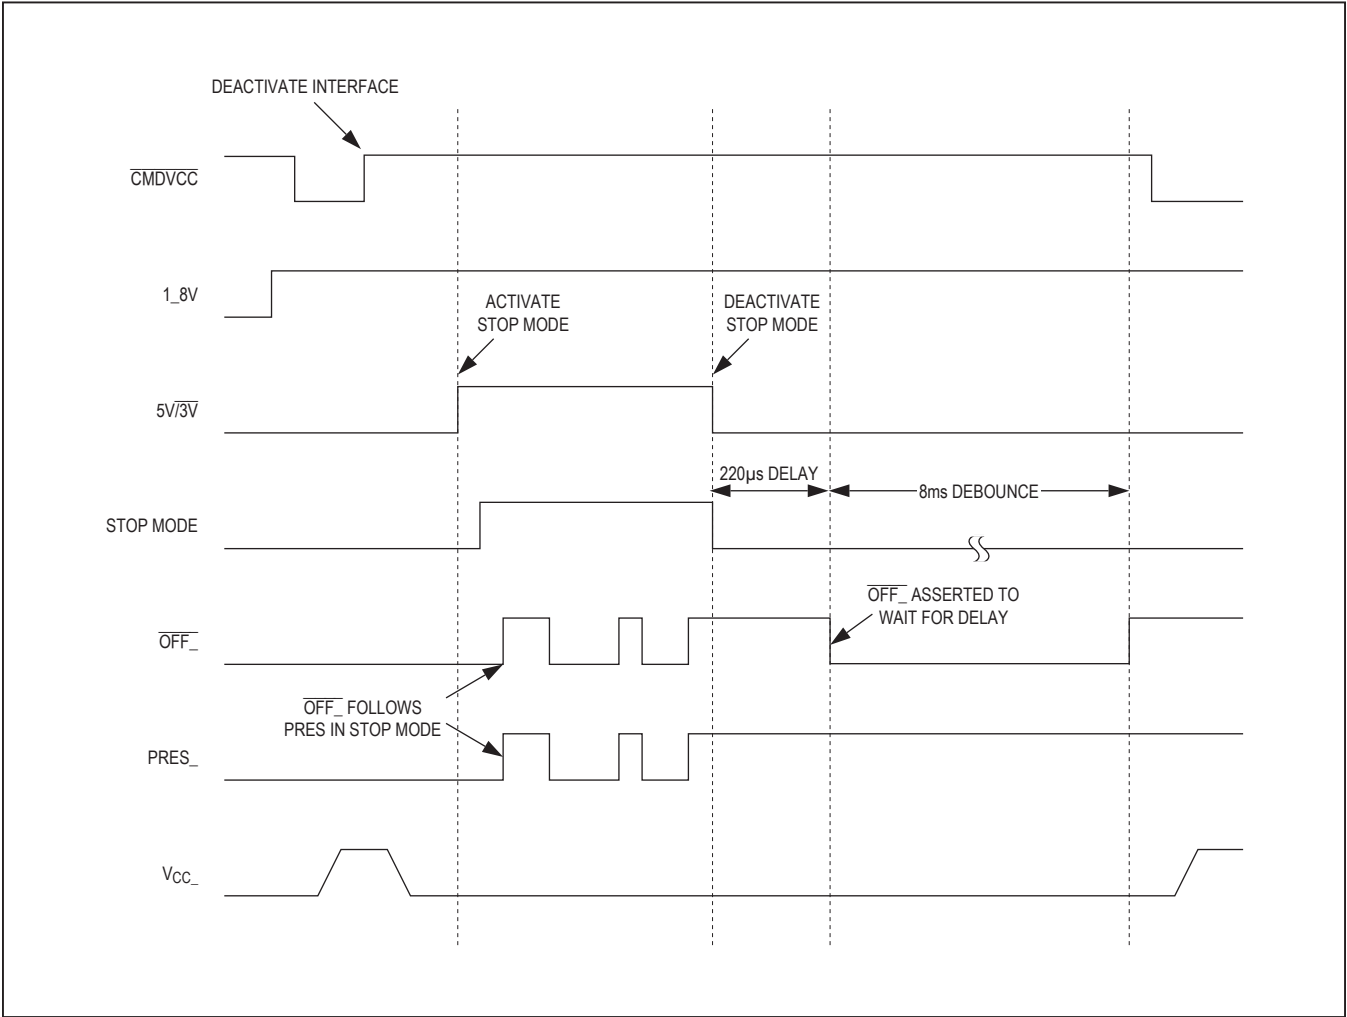 DEACTIVATE INTERFACE
CMDVCC
1_8V
ACTIVATE
STOP MODE
DEACTIVATE
STOP MODE
5V/3V
220µs DELAY
8ms DEBOUNCE
STOP MODE
OFF_ ASSERTED TO
WAIT FOR DELAY
OFF_
OFF_ FOLLOWS
PRES IN STOP MODE
PRES_
VCC_